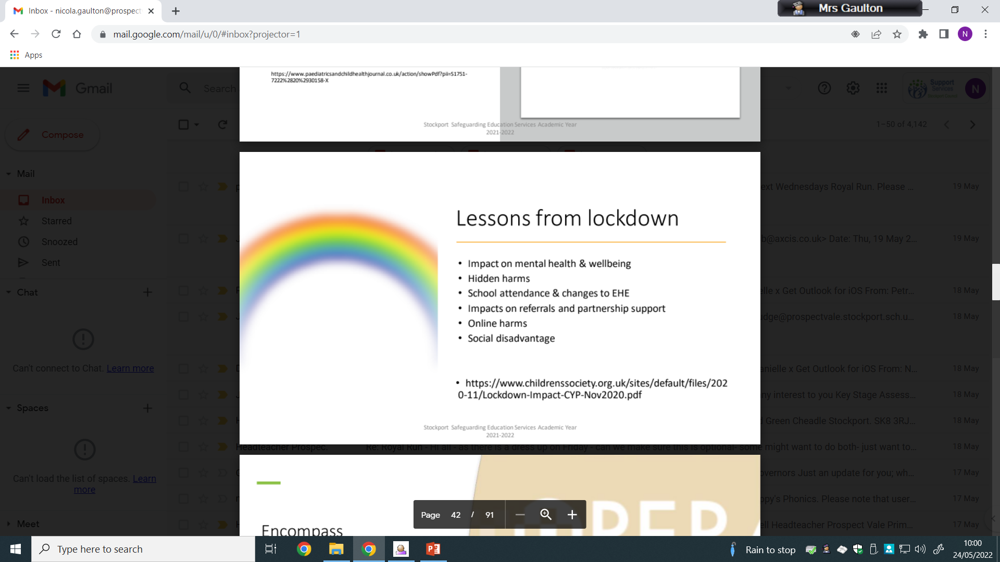 Inbox - nicola.gaulton@prospect
Mrs Gaulton
mail.google.com/mail/u/0/#inbox?projector=1
N
Apps
https://www.paediatricsandchildhealthjournal.co.uk/action/showPdf?pii=S1751-
7222%2820%2930158-X
Gmail
Search
Support
Services
N
Stockport Safeguarding Education Services Academic Year
2021-2022
1–50 of 4,142
Compose
Mail
Inbox
Starred
Snoozed
Sent
Chat
Can't connect to Chat. Learn more
Spaces
Can't load the list of spaces. Learn
more
Meet
Lessons from lockdown
• Impact on mental health & wellbeing
• Hidden harms
• School attendance & changes to EHE
• Impacts on referrals and partnership support
• Online harms
• Social disadvantage
• https://www.childrenssociety.org.uk/sites/default/files/202
0-11/Lockdown-Impact-CYP-Nov2020.pdf
Stockport Safeguarding Education Services Academic Year
2021-2022
ext Wednesdays Royal Run. Please ... 19 May
b@axcis.co.uk> Date: Thu, 19 May 2... 19 May
elle x Get Outlook for iOS From: Petr... 18 May
udge@prospectvale.stockport.sch.u... 18 May
anielle x Get Outlook for iOS From: N... 18 May
ny interest to you Key Stage Assess... 18 May
d Green Cheadle Stockport. SK8 3RJ... 18 May
Headteacher Prospec. Re: Royal Run - Hi all - as there is a dress up on Friday - can we make sure this is optional- some might want to do both- just want to... 18 May
overnors Just an update for you; wh... 17 May
ppy's Phonics. Please note that user... 17 May
ell Headteacher Prospect Vale Prim... 17 May
Encompass
OPERA
Page 42 / 91
Type here to search
Rain to stop
10:00
24/05/2022